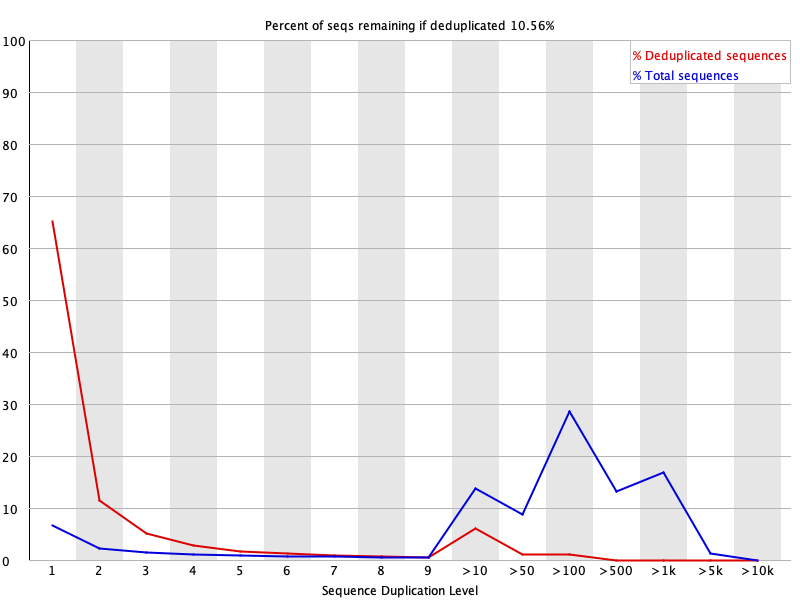 Percent of seqs remaining if deduplicated 10.56%
% Deduplicated sequences
% Total sequences
100
90
80
70
60
50
40
30
20
10
0
1 2 3 4 5 6 7 8 9 >10 >50 >100 >500 >1k >5k >10k
Sequence Duplication Level